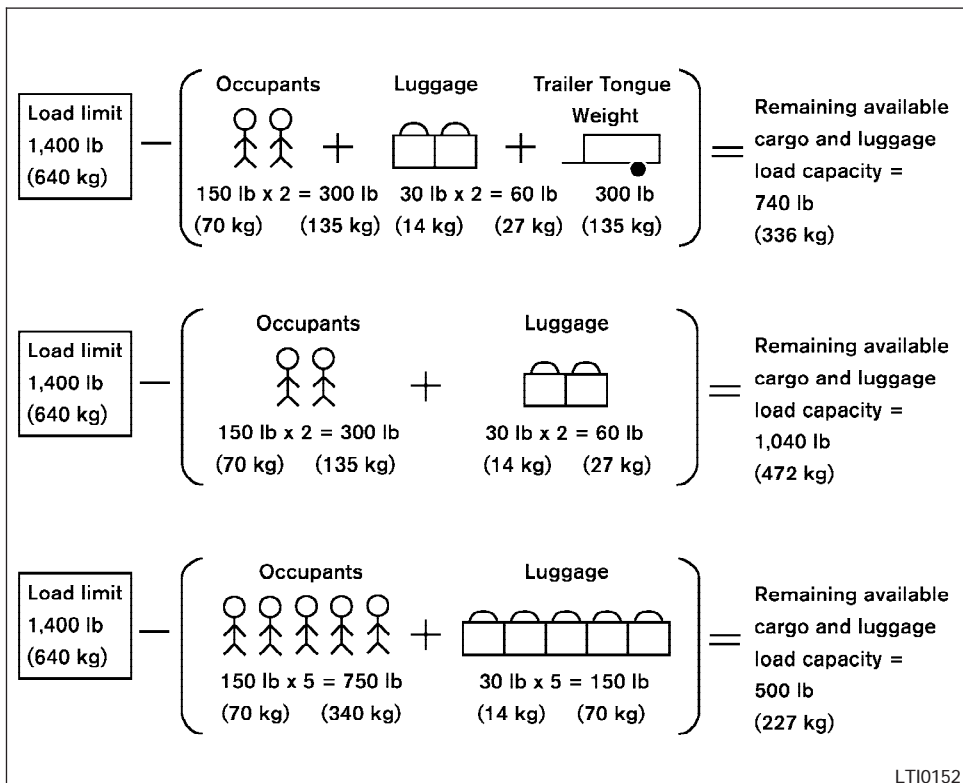 Occupants Luggage Trailer Tongue Weight
Load limit
1,400 lb
(640 kg)
150 lb x 2 = 300 lb 30 lb x 2 = 60 lb 300 lb
(70 kg) (135 kg) (14 kg) (27 kg) (135 kg)
Remaining available
cargo and luggage
load capacity =
740 lb
(336 kg)
Occupants Luggage
Load limit
1,400 lb
(640 kg)
150 lb x 2 = 300 lb 30 lb x 2 = 60 lb
(70 kg) (135 kg) (14 kg) (27 kg)
Remaining available
cargo and luggage
load capacity =
1,040 lb
(472 kg)
Occupants Luggage
Load limit
1,400 lb
(640 kg)
150 lb x 5 = 750 lb 30 lb x 5 = 150 lb
(70 kg) (340 kg) (14 kg) (70 kg)
Remaining available
cargo and luggage
load capacity =
500 lb
(227 kg)
LTI0152